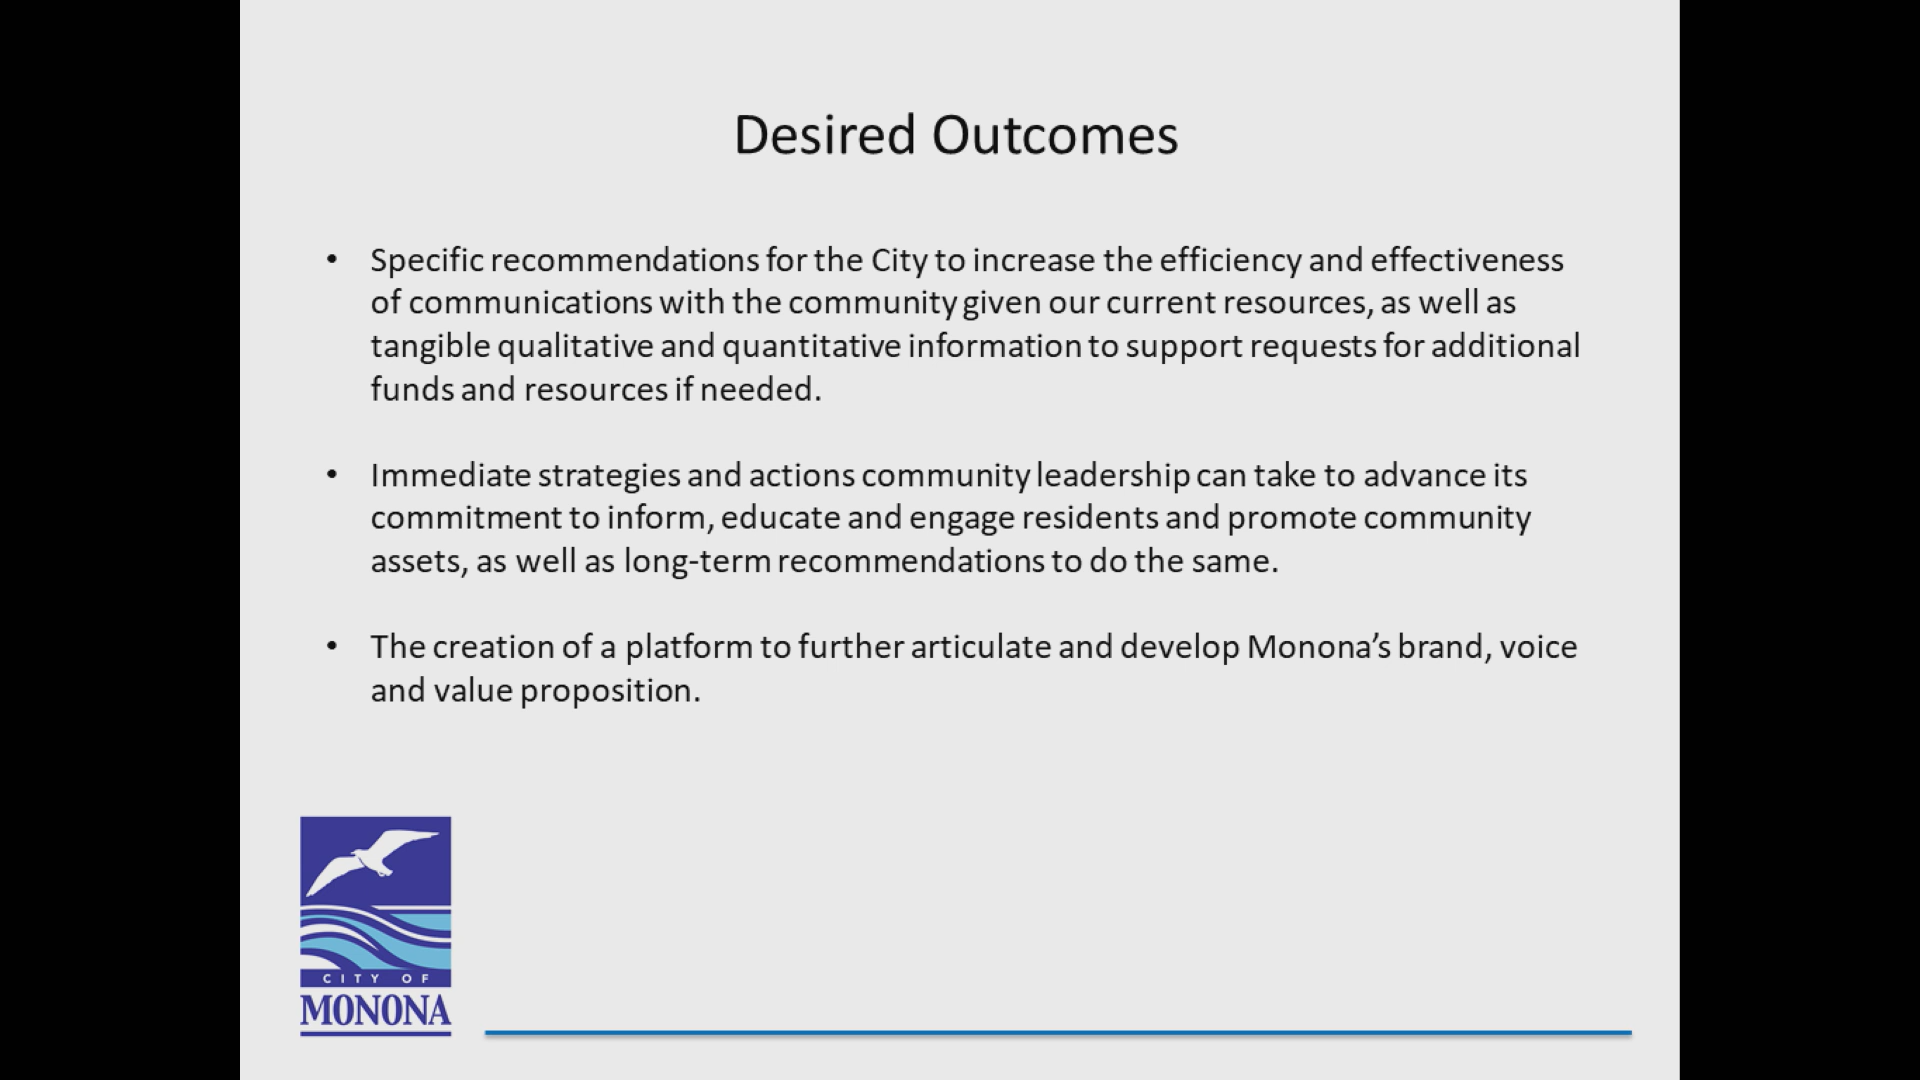 Desired Outcomes
• Specific recommendations for the City to increase the efficiency and effectiveness
of communications with the community given our current resources, as well as
tangible qualitative and quantitative information to support requests for additional
funds and resources if needed.
• Immediate strategies and actions community leadership can take to advance its
commitment to inform, educate and engage residents and promote community
assets, as well as long-term recommendations to do the same.
• The creation of a platform to further articulate and develop Monona’s brand, voice
and value proposition.
CITY OF
MONONA